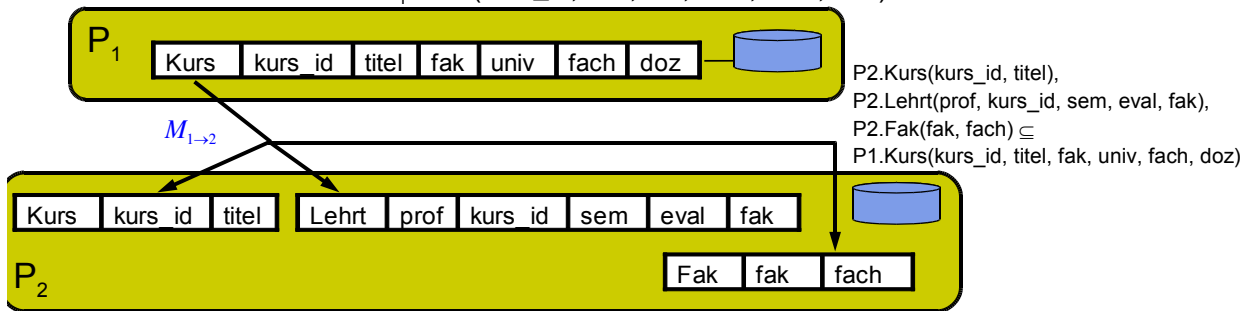 P1
Kurs kurs_id titel fak univ fach doz
P2.Kurs(kurs_id, titel),
P2.Lehrt(prof, kurs_id, sem, eval, fak),
P2.Fak(fak, fach) ⊆
P1.Kurs(kurs_id, titel, fak, univ, fach, doz)
M1→2
Kurs kurs_id titel
Lehrt prof kurs_id sem eval fak
Fak fak fach
P2